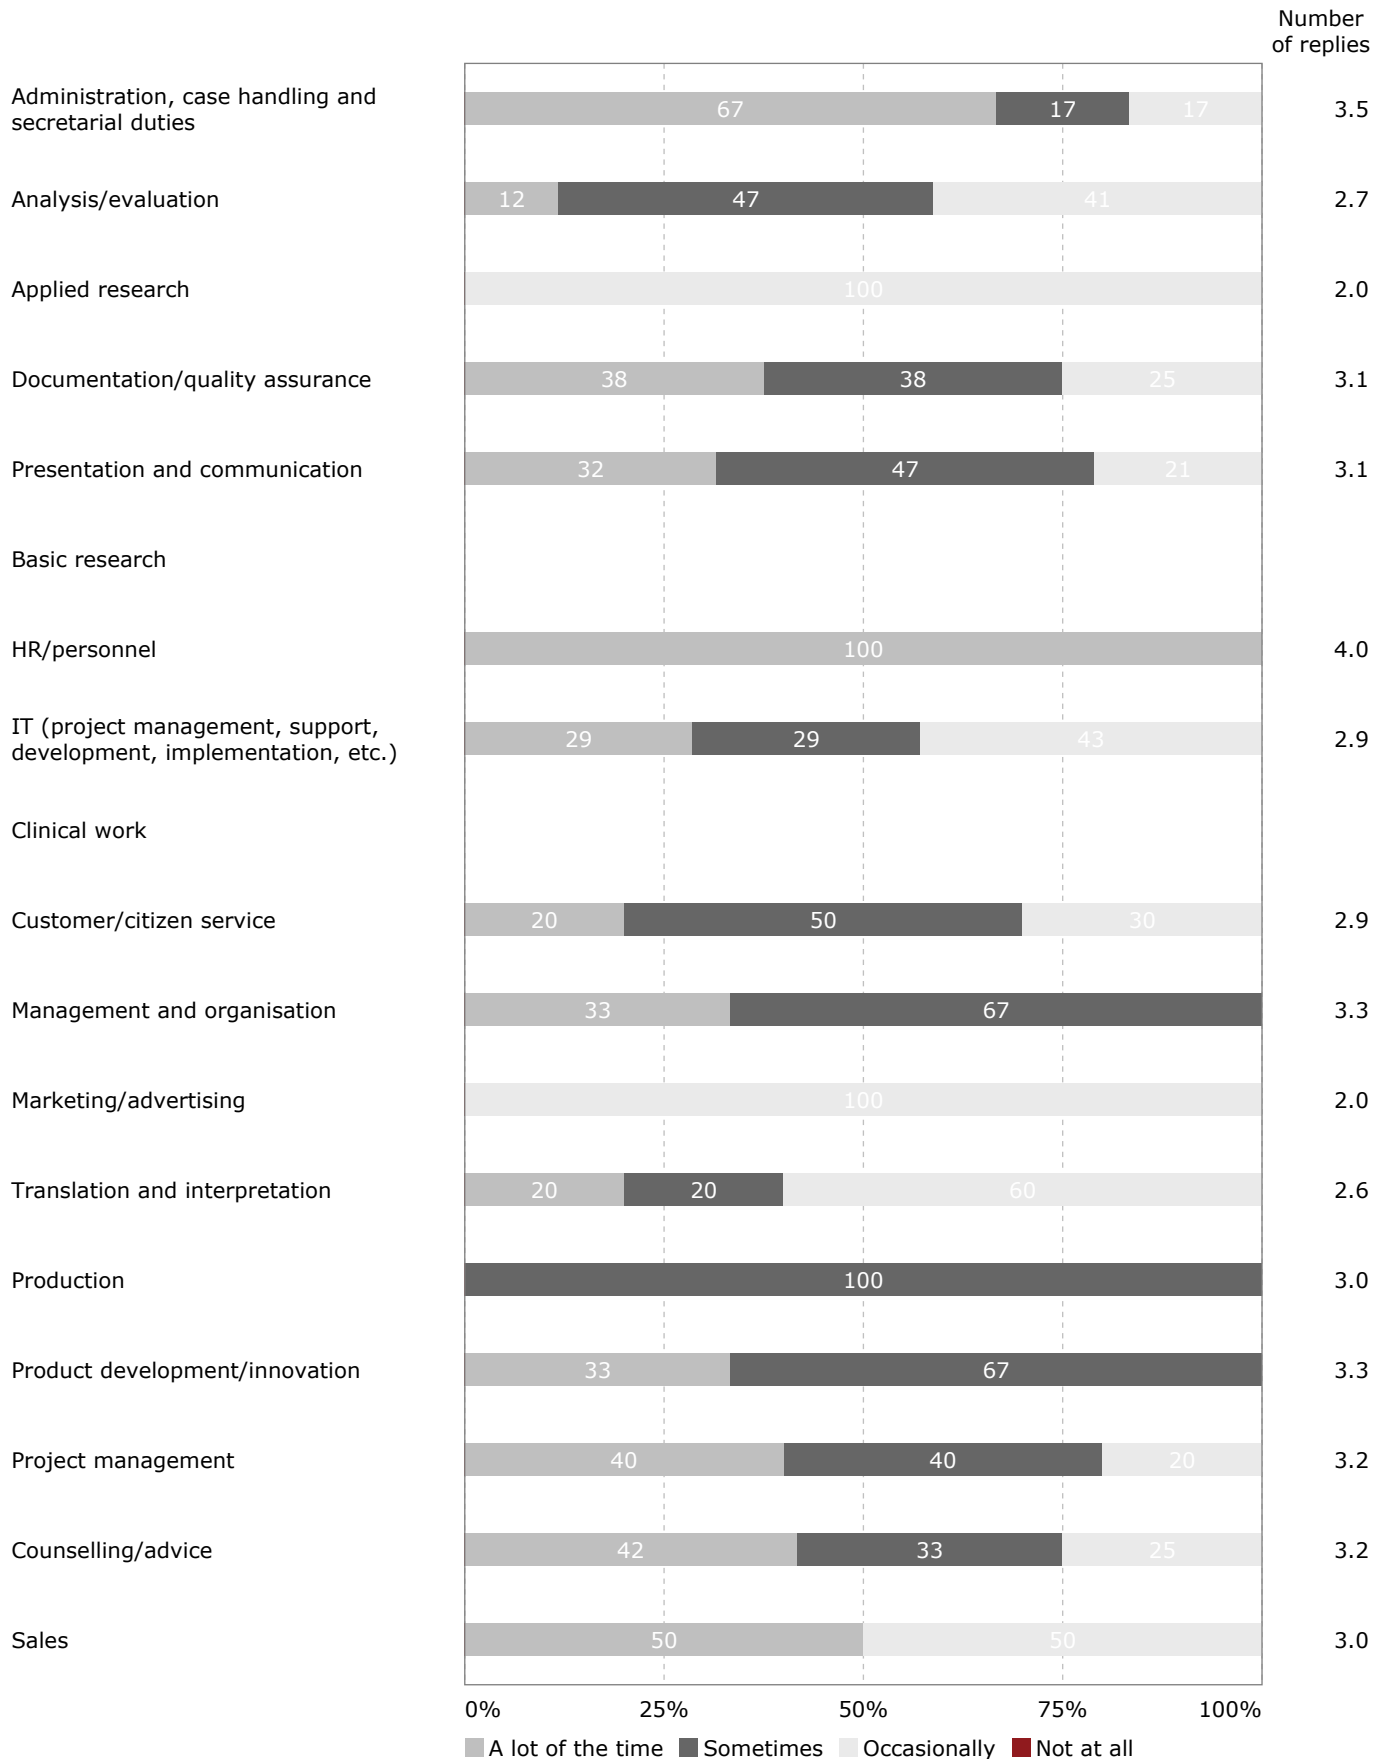 Number
of replies
Administration, case handling and
secretarial duties
67 17 17 3.5
Analysis/evaluation 12 47 41 2.7
Applied research 100 2.0
Documentation/quality assurance 38 38 25 3.1
Presentation and communication 32 47 21 3.1
Basic research
HR/personnel 100 4.0
IT (project management, support,
development, implementation, etc.)
29 29 43 2.9
Clinical work
Customer/citizen service 20 50 30 2.9
Management and organisation 33 67 3.3
Marketing/advertising 100 2.0
Translation and interpretation 20 20 60 2.6
Production 100 3.0
Product development/innovation 33 67 3.3
Project management 40 40 20 3.2
Counselling/advice 42 33 25 3.2
Sales 50 50 3.0
0% 25% 50% 75% 100%
A lot of the time Sometimes Occasionally Not at all